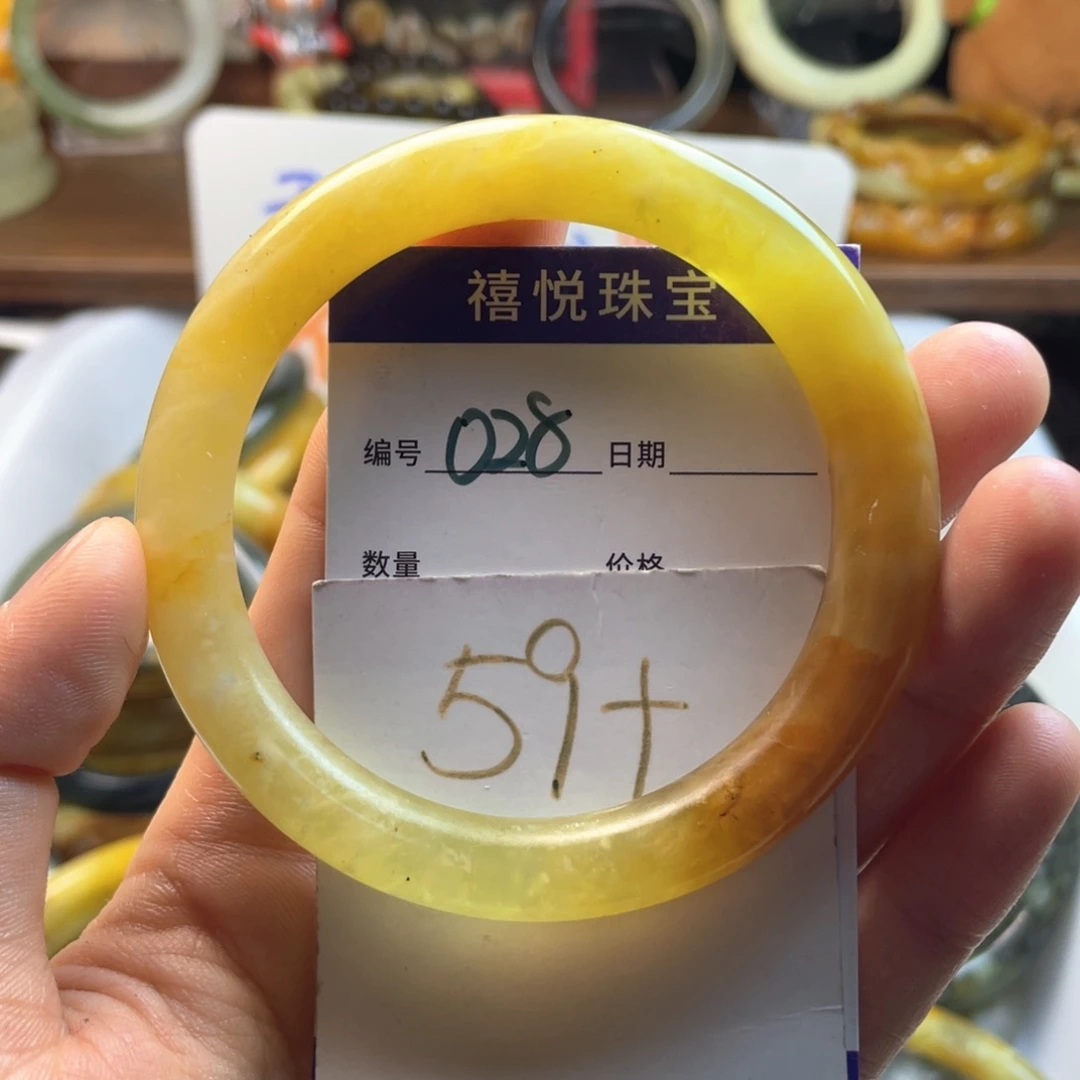 禧悦珠宝
编号 028 日期
数量 价格
59+